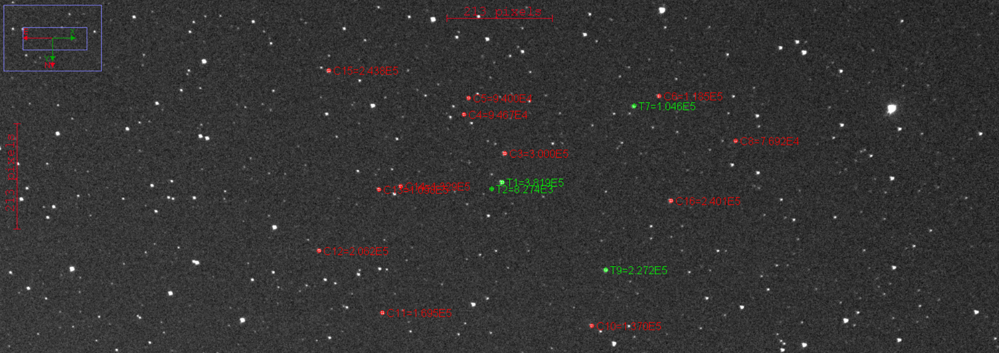 213 pixels
E
X
Y
N
C15=2.438E5
C5=9.400E4
C6=1.185E5
T7=1.046E5
C4=9.467E4
213 pixels
C8=7.692E4
C3=3.000E5
T1=3.819E5
T2=8.274E3
C16=2.401E5
C12=2.062E5
T9=2.272E5
C11=1.695E5
C10=1.370E5